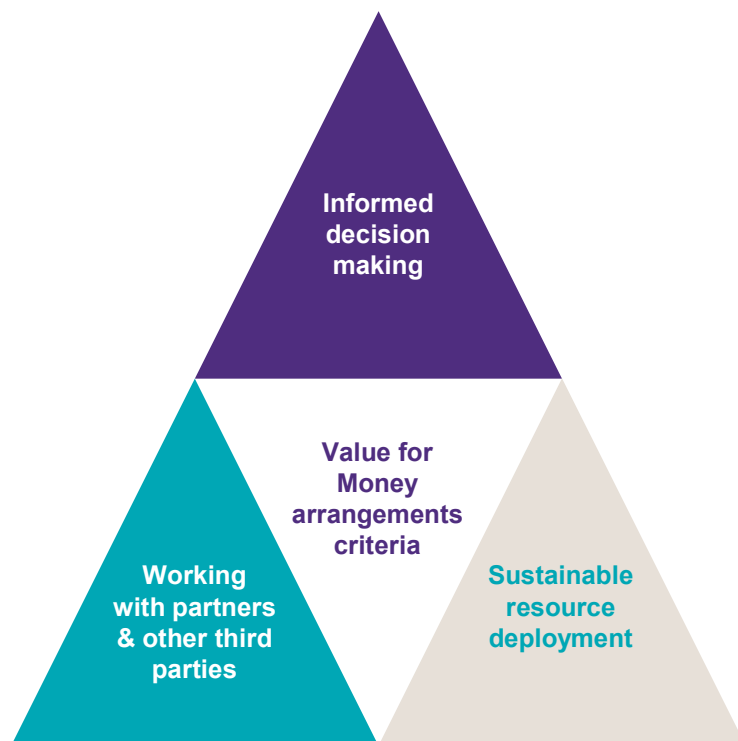 Informed
decision
making
Value for
Money
arrangements
criteria
Working
with partners
& other third
parties
Sustainable
resource
deployment